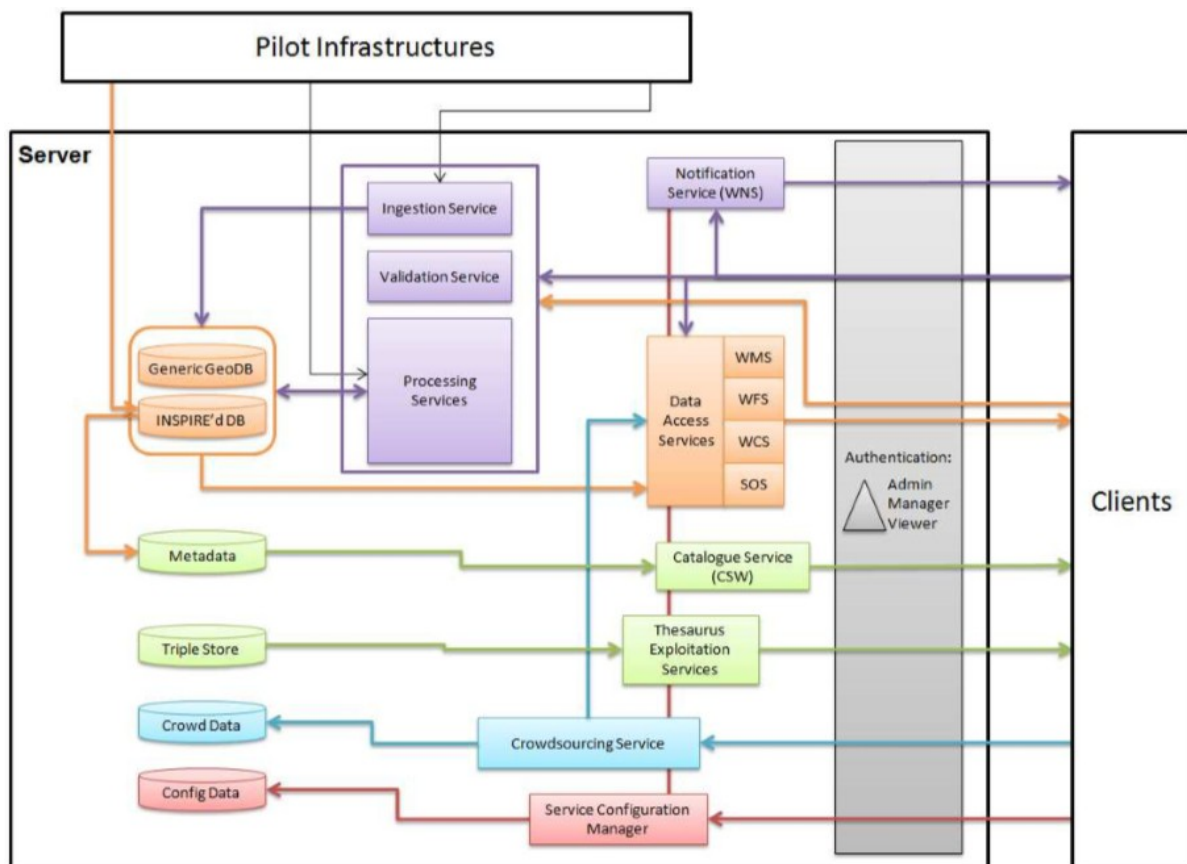 Pilot Infrastructures
Server
Ingestion Service
Validation Service
Processing
Services
Generic GeoDB
INSPIRE'd DB
Metadata
Triple Store
Crowd Data
Config Data
Notification
Service (WNS)
Data
Access
Services
WMS
WFS
WCS
SOS
Catalogue Service
(CSW)
Thesaurus
Exploitation
Services
Crowdsourcing Service
Service Configuration
Manager
Authentication:
Admin
Manager
Viewer
Clients